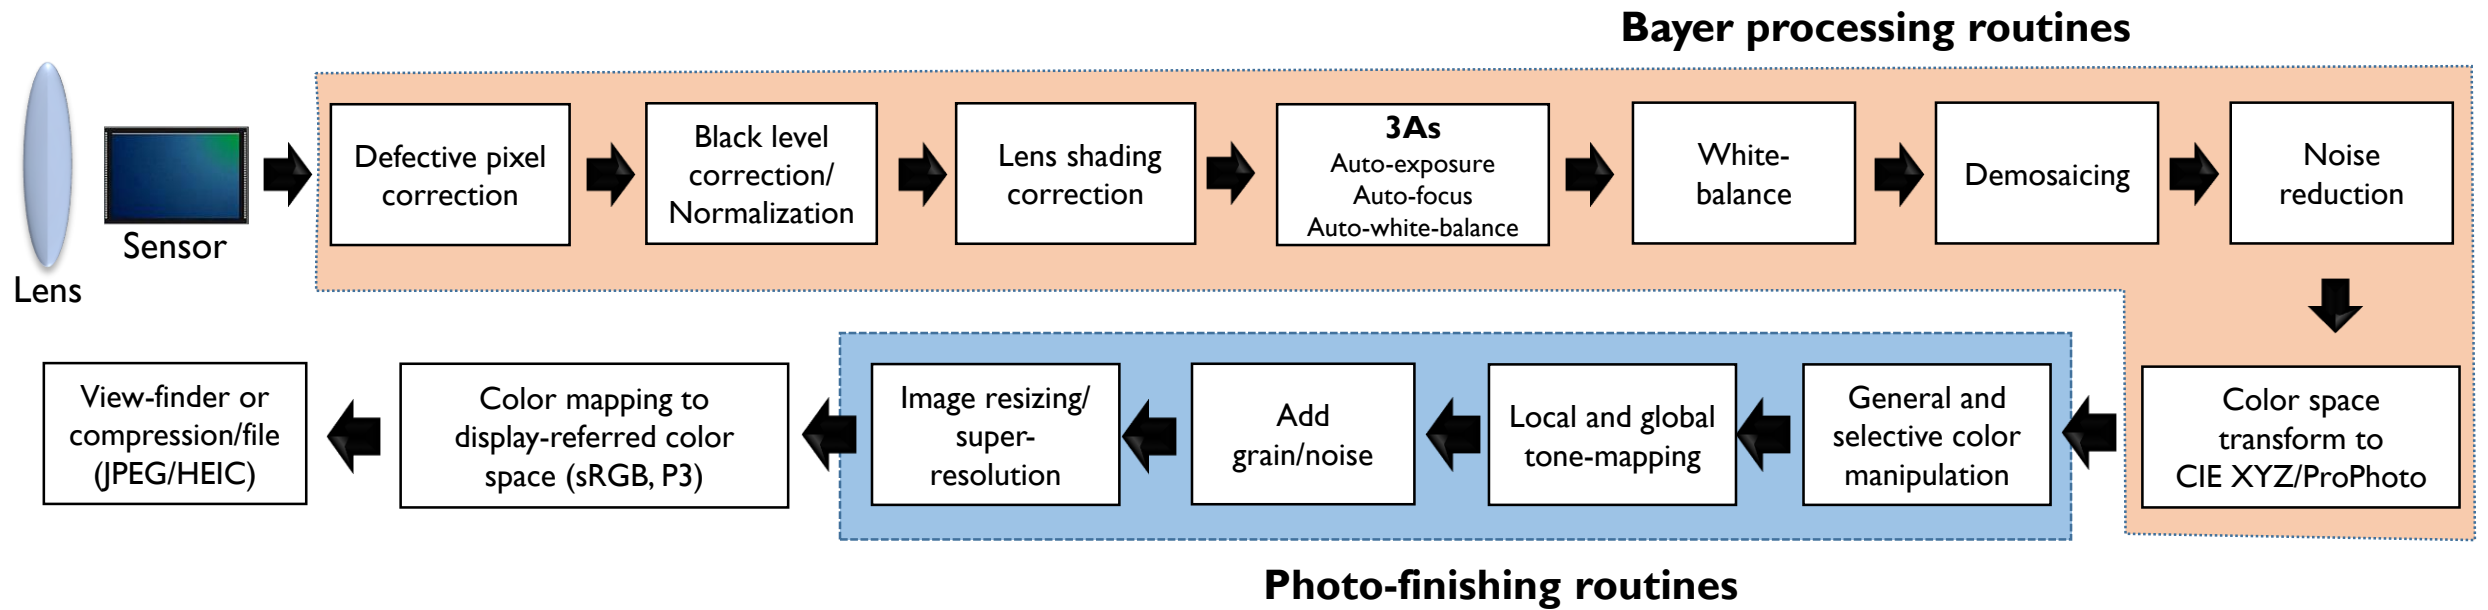 Bayer processing routines
Lens
Sensor
Defective pixel
correction
Black level
correction/
Normalization
Lens shading
correction
3As
Auto-exposure
Auto-focus
Auto-white-balance
White-
balance
Demosaicing
Noise
reduction
Color space
transform to
CIE XYZ/ProPhoto
General and
selective color
manipulation
Local and global
tone-mapping
Add
grain/noise
Image resizing/
super-
resolution
Color mapping to
display-referred color
space (sRGB, P3)
View-finder or
compression/file
(JPEG/HEIC)
Photo-finishing routines